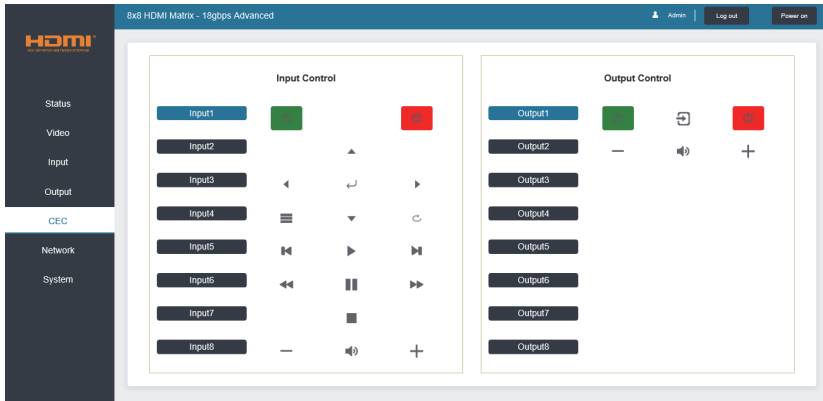 8x8 HDMI Matrix - 18gbps Advanced
Admin
Log out
Power on
HDMI
Status
Video
Input
Output
CEC
Network
System
Input Control
Input1
Input2
Input3
Input4
Input5
Input6
Input7
Input8
Output Control
Output1
Output2
Output3
Output4
Output5
Output6
Output7
Output8